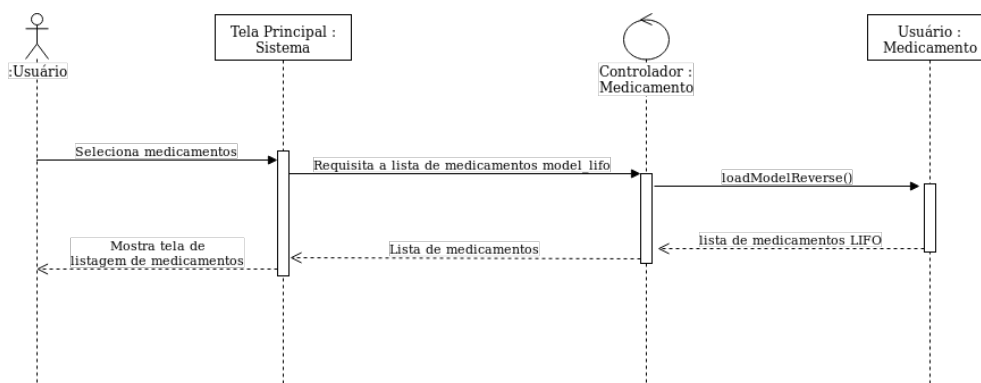 :Usuário
Tela Principal :
Sistema
Controlador :
Medicamento
Usuário :
Medicamento
Seleciona medicamentos
Requisita a lista de medicamentos model_lifo
loadModelReverse()
lista de medicamentos LIFO
Lista de medicamentos
Mostra tela de
listagem de medicamentos